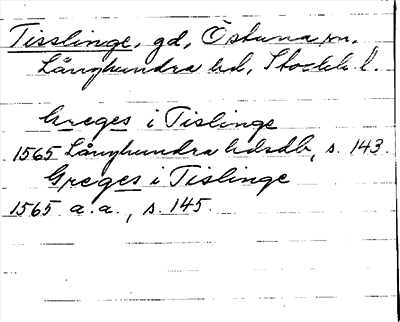 Tisslinge, gd, Östuna sn,
Långhundra hd, Stockh. l.
Greges i Tislinge
1565 Långhundra hdsdb, s. 143.
Greges i Tislinge
1565 a.a., s. 145.